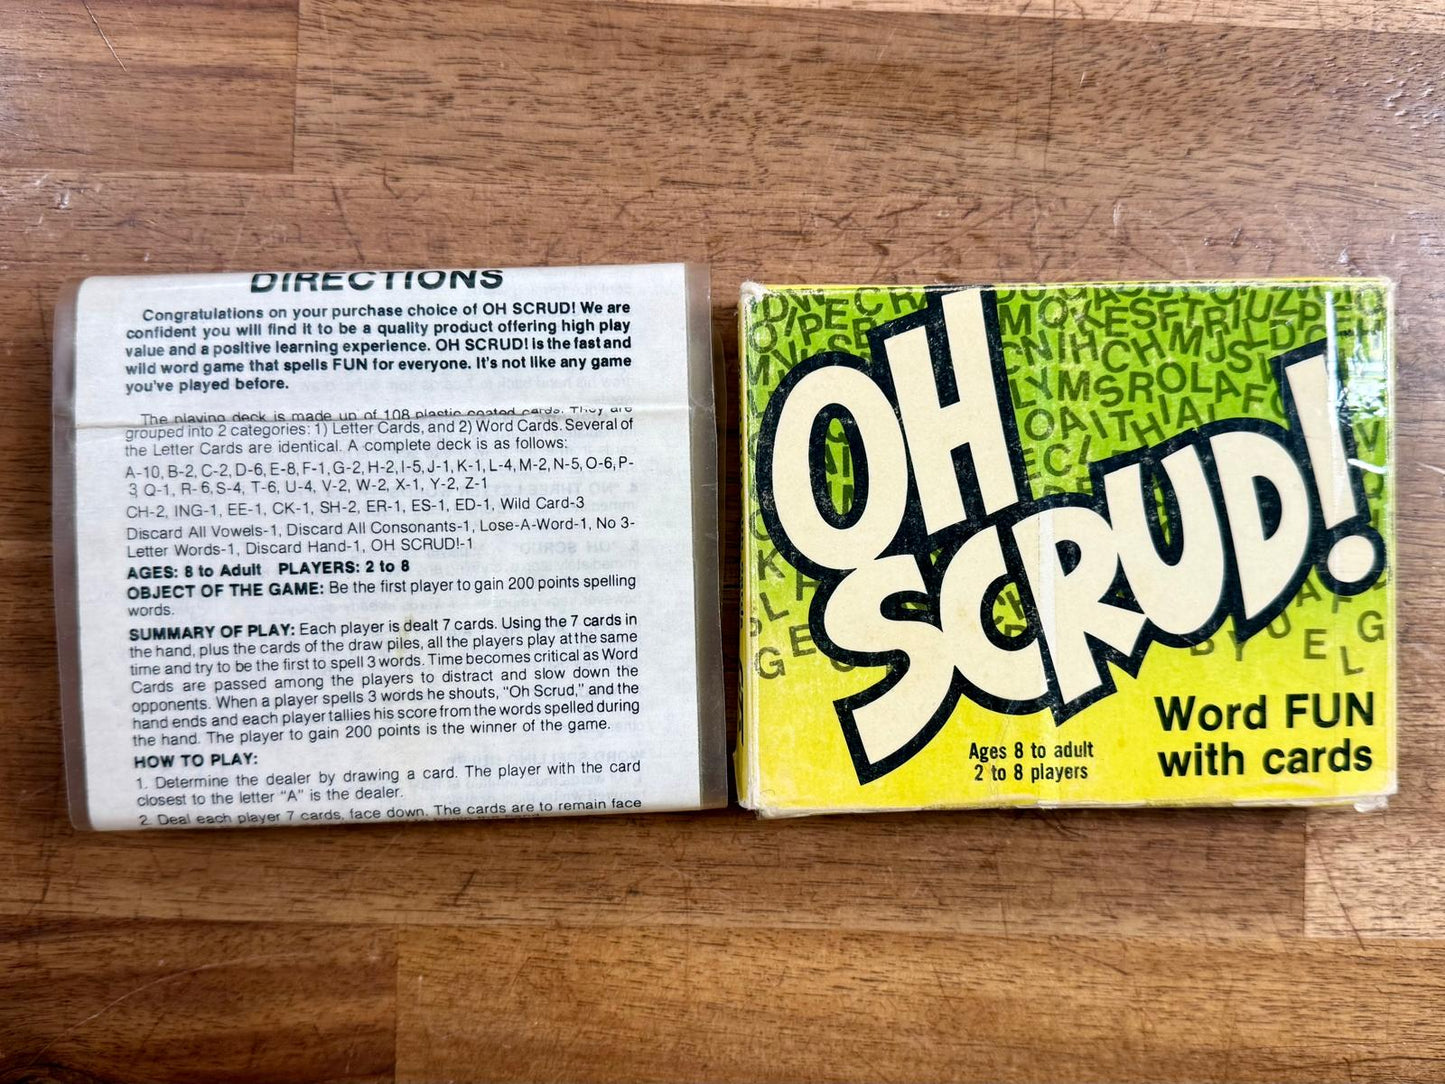 DIRECTIONS
Congratulations on your purchase choice of OH SCRUD! We are
confident you will find it to be a quality product offering high play
value and a positive learning experience. OH SCRUD! is the fast and
wild word game that spells FUN for everyone. It's not like any game
you've played before.
The playing deck is made up of 108 plastic coated cards. They are
grouped into 2 categories: 1) Letter Cards, and 2) Word Cards. Several of
the Letter Cards are identical. A complete deck is as follows:
A-10, B-2, C-2, D-6, E-8, F-1, G-2, H-2, I-5, J-1, K-1, L-4, M-2, N-5, O-6, P-
3, Q-1, R-6, S-4, T-6, U-4, V-2, W-2, X-1, Y-2, Z-1
CH-2, ING-1, EE-1, CK-1, SH-2, ER-1, ES-1, ED-1, Wild Card-3
Discard All Vowels-1, Discard All Consonants-1, Lose-A-Word-1, No 3-
Letter Words-1, Discard Hand-1, OH SCRUD!-1
AGES: 8 to Adult PLAYERS: 2 to 8
OBJECT OF THE GAME: Be the first player to gain 200 points spelling
words.
SUMMARY OF PLAY: Each player is dealt 7 cards. Using the 7 cards in
the hand, plus the cards of the draw piles, all the players play at the same
time and try to be the first to spell 3 words. Time becomes critical as Word
Cards are passed among the players to distract and slow down the
opponents. When a player spells 3 words he shouts, "Oh Scrud," and the
hand ends and each player tallies his score from the words spelled during
the hand. The player to gain 200 points is the winner of the game.
HOW TO PLAY:
1. Determine the dealer by drawing a card. The player with the card
closest to the letter "A" is the dealer.
2. Deal each player 7 cards, face down. The cards are to remain face
OH
SCRUD!
Ages 8 to adult
2 to 8 players
Word FUN
with cards